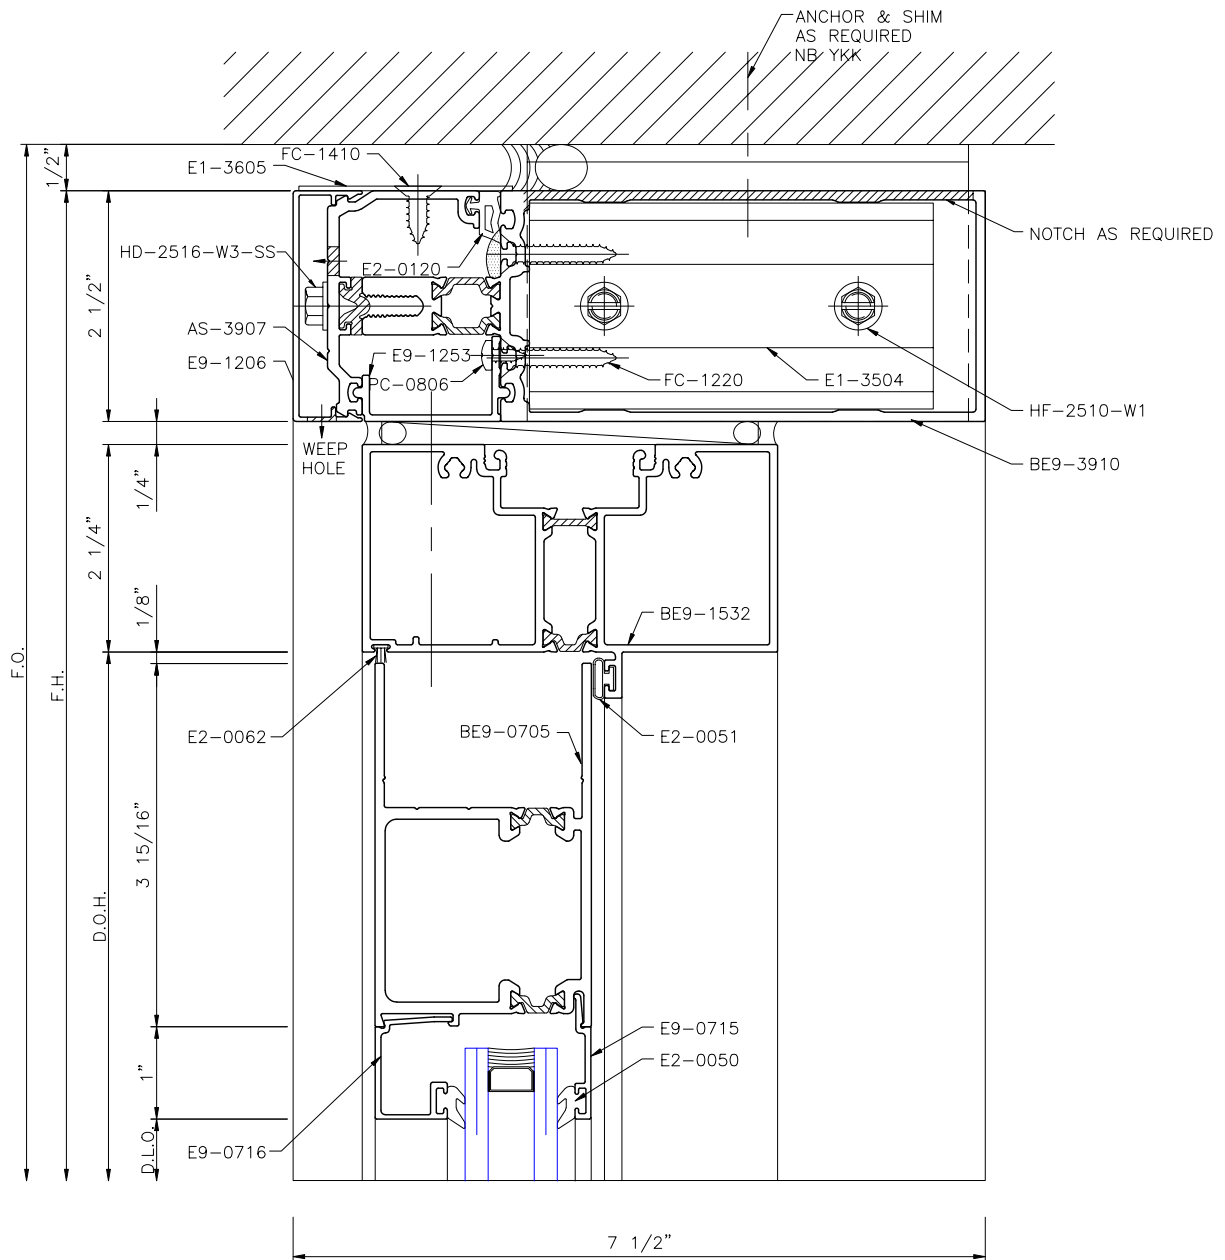 ANCHOR & SHIM
AS REQUIRED
NB YKK
1/2"
FC-1410
E1-3605
NOTCH AS REQUIRED
HD-2516-W3-SS
E2-0120
2 1/2"
AS-3907
E9-1206
E9-1253
PC-0806
FC-1220
E1-3504
HF-2510-W1
WEEP
HOLE
BE9-3910
1/4"
2 1/4"
1/8"
BE9-1532
F.O.
F.H.
E2-0062
BE9-0705
E2-0051
3 15/16"
D.O.H.
E9-0715
E2-0050
1"
D.L.O.
E9-0716
7 1/2"